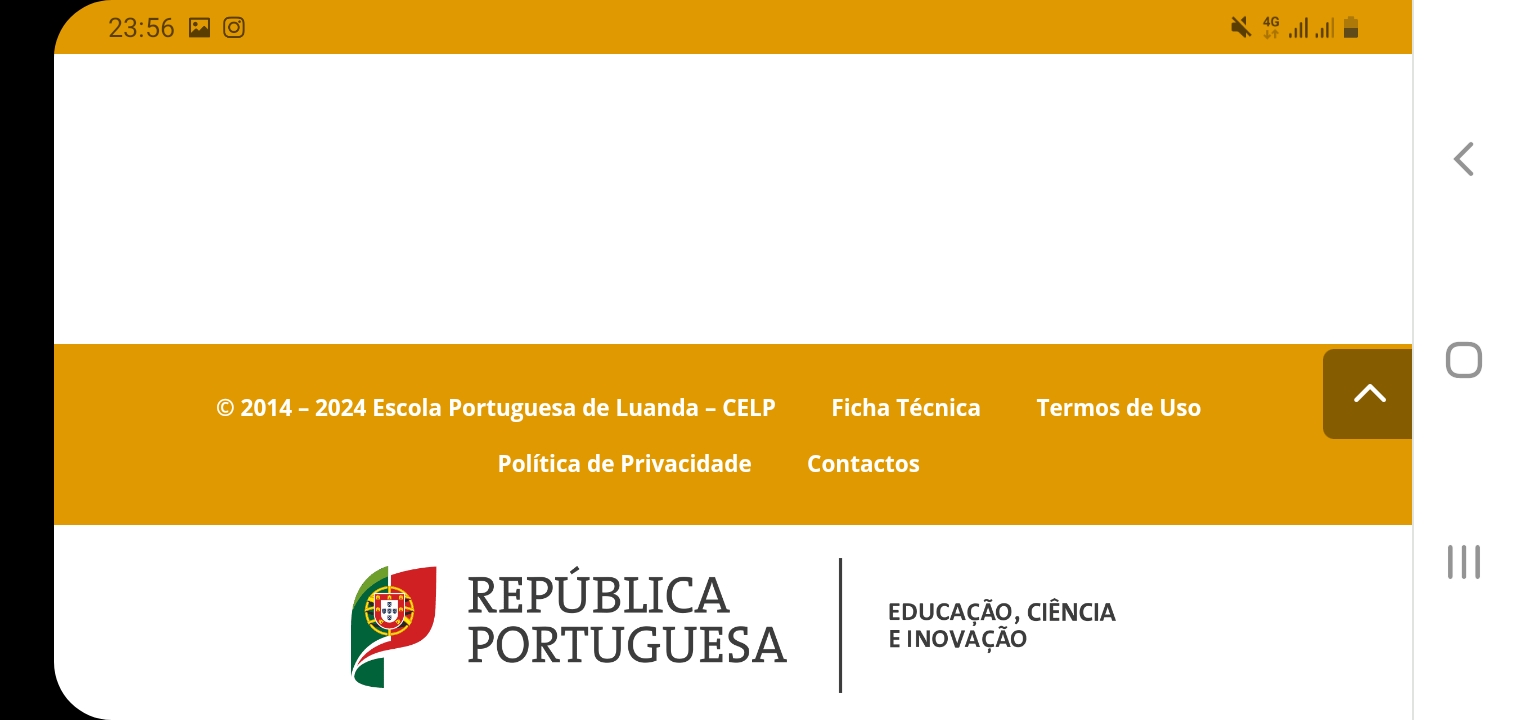 23:56
4G
© 2014 – 2024 Escola Portuguesa de Luanda – CELP Ficha Técnica Termos de Uso
Política de Privacidade Contactos
REPÚBLICA
PORTUGUESA
EDUCAÇÃO, CIÊNCIA
E INOVAÇÃO